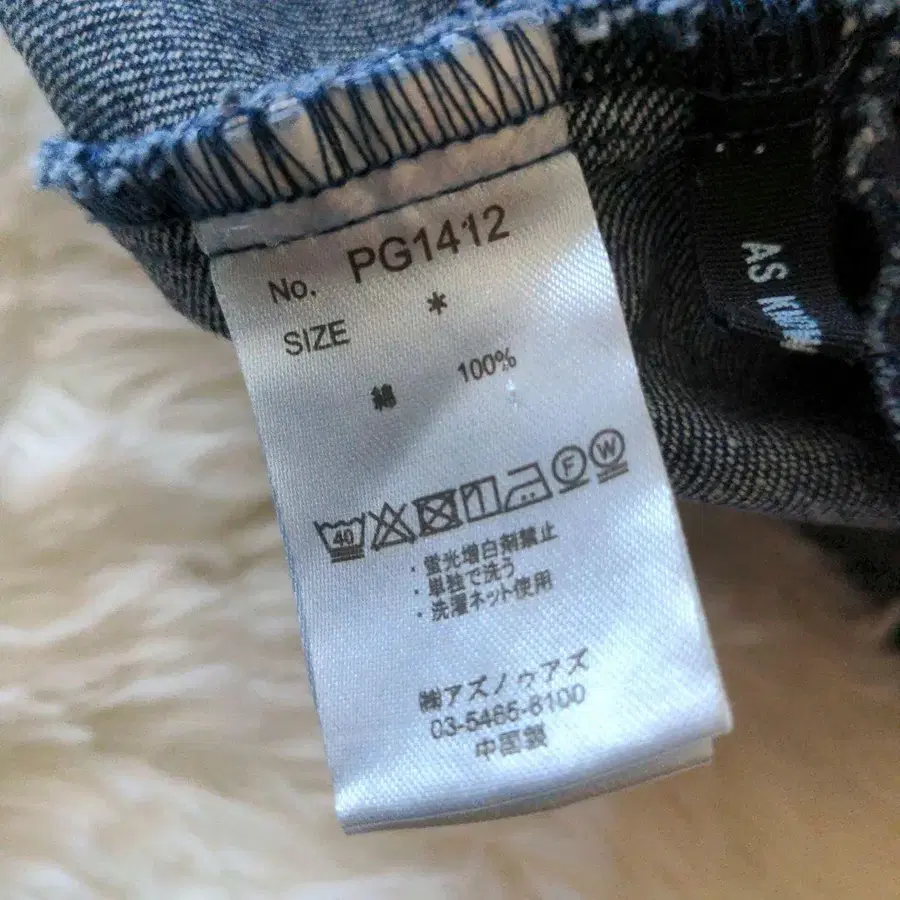 No. PG1412
SIZE *
綿 100%
40 F W
・蛍光増白剤禁止
・単独で洗う
・洗濯ネット使用
㈱アズノゥアズ
03-5465-8100
中国製
AS